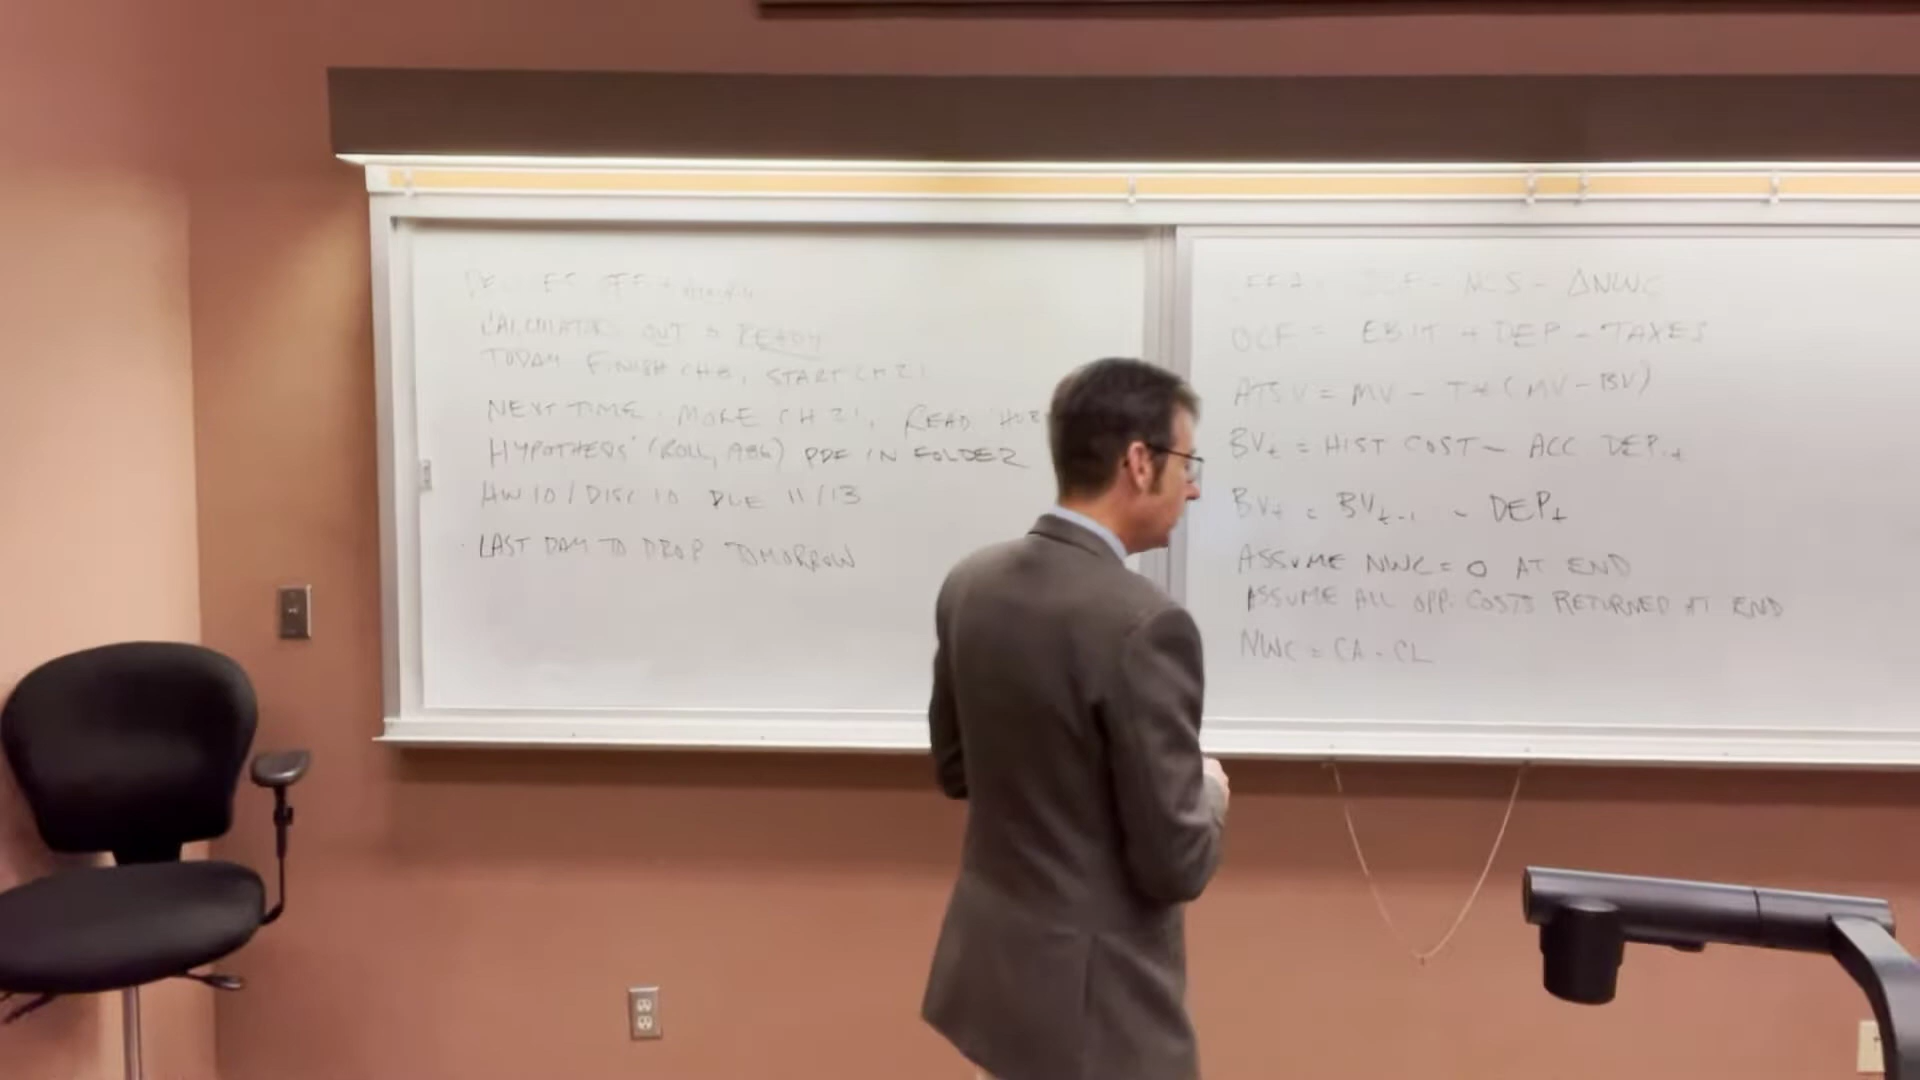 CALCULATORS OUT & READY
TODAY FINISH CH 8, START CH 21
NEXT TIME: MORE CH 21, READ
HYPOTHESIS (ROLL, PDF IN FOLDER
HW 10 / DISC 10 DUE 11/13
LAST DAY TO DROP TOMORROW
- NCS - ΔNWC
OCF = EBIT + DEP - TAXES
ATSV = MV - T*(MV - BV)
BVt = HIST COST - ACC DEP.t
BVt = BVt-1 - DEPt
ASSUME NWC = 0 AT END
ASSUME ALL OPP. COSTS RETURNED AT END
NWC = CA - CL